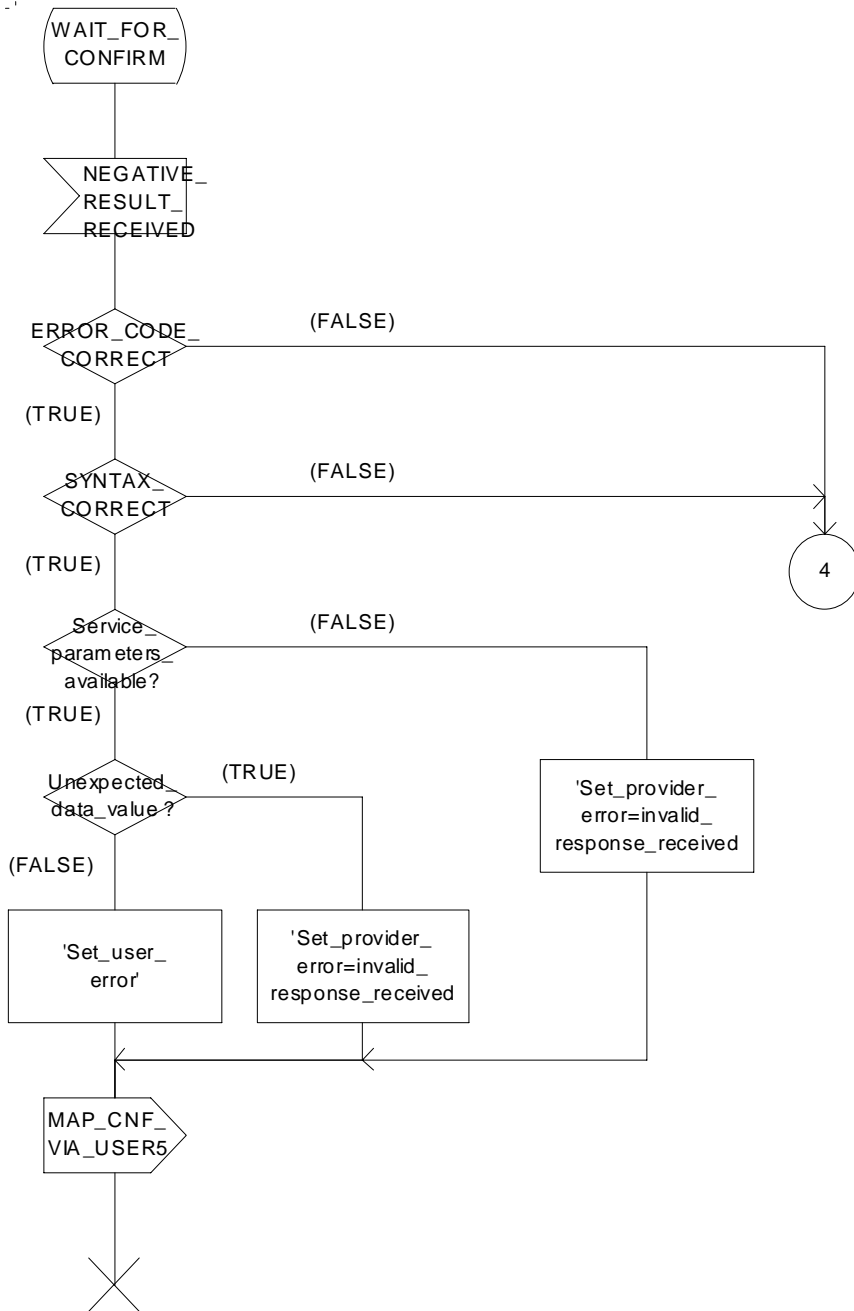 WAIT_FOR_
CONFIRM
NEGATIVE_
RESULT_
RECEIVED
ERROR_CODE_
CORRECT
(FALSE)
(TRUE)
SYNTAX_
CORRECT
(FALSE)
(TRUE)
4
Service_
parameters_
available?
(FALSE)
(TRUE)
Unexpected_
data_value ?
(TRUE)
(FALSE)
'Set_provider_
error=invalid_
response_received
'Set_user_
error'
'Set_provider_
error=invalid_
response_received
MAP_CNF_
VIA_USER5